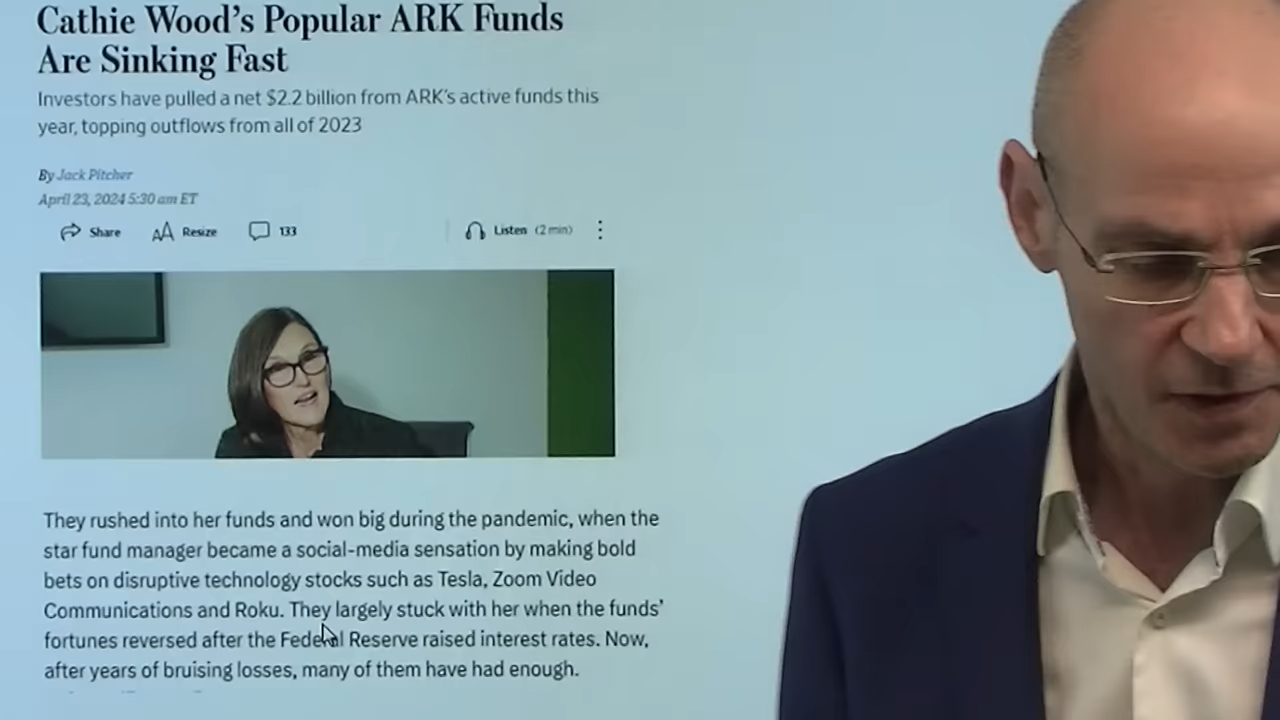 Cathie Wood's Popular ARK Funds
Are Sinking Fast
Investors have pulled a net $2.2 billion from ARK's active funds this
year, topping outflows from all of 2023
By Jack Pitcher
April 23, 2024 5:30 am ET
Share AA Resize 133 Listen (2 min)
They rushed into her funds and won big during the pandemic, when the
star fund manager became a social-media sensation by making bold
bets on disruptive technology stocks such as Tesla, Zoom Video
Communications and Roku. They largely stuck with her when the funds'
fortunes reversed after the Federal Reserve raised interest rates. Now,
after years of bruising losses, many of them have had enough.